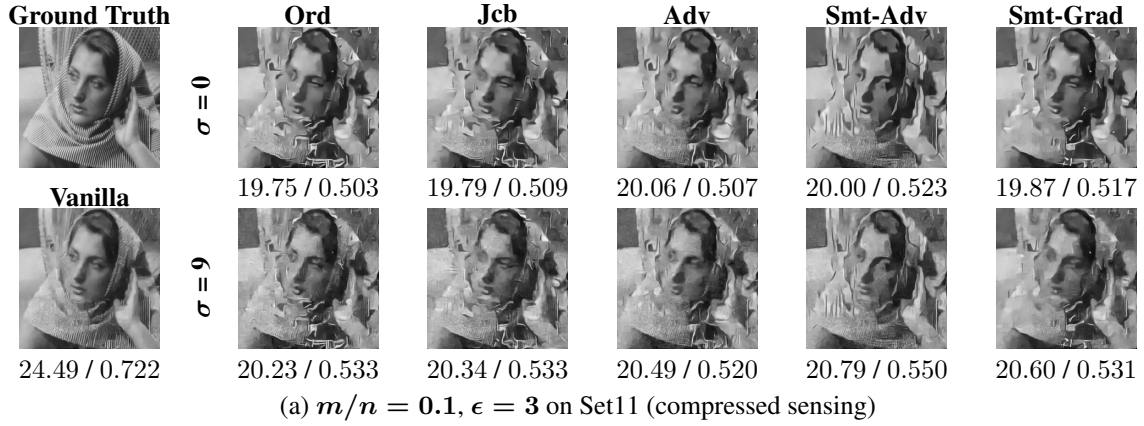 Ground Truth Ord Jcb Adv Smt-Adv Smt-Grad
σ = 0
19.75 / 0.503 19.79 / 0.509 20.06 / 0.507 20.00 / 0.523 19.87 / 0.517
Vanilla
σ = 9
24.49 / 0.722 20.23 / 0.533 20.34 / 0.533 20.49 / 0.520 20.79 / 0.550 20.60 / 0.531
(a) m/n = 0.1, ϵ = 3 on Set11 (compressed sensing)